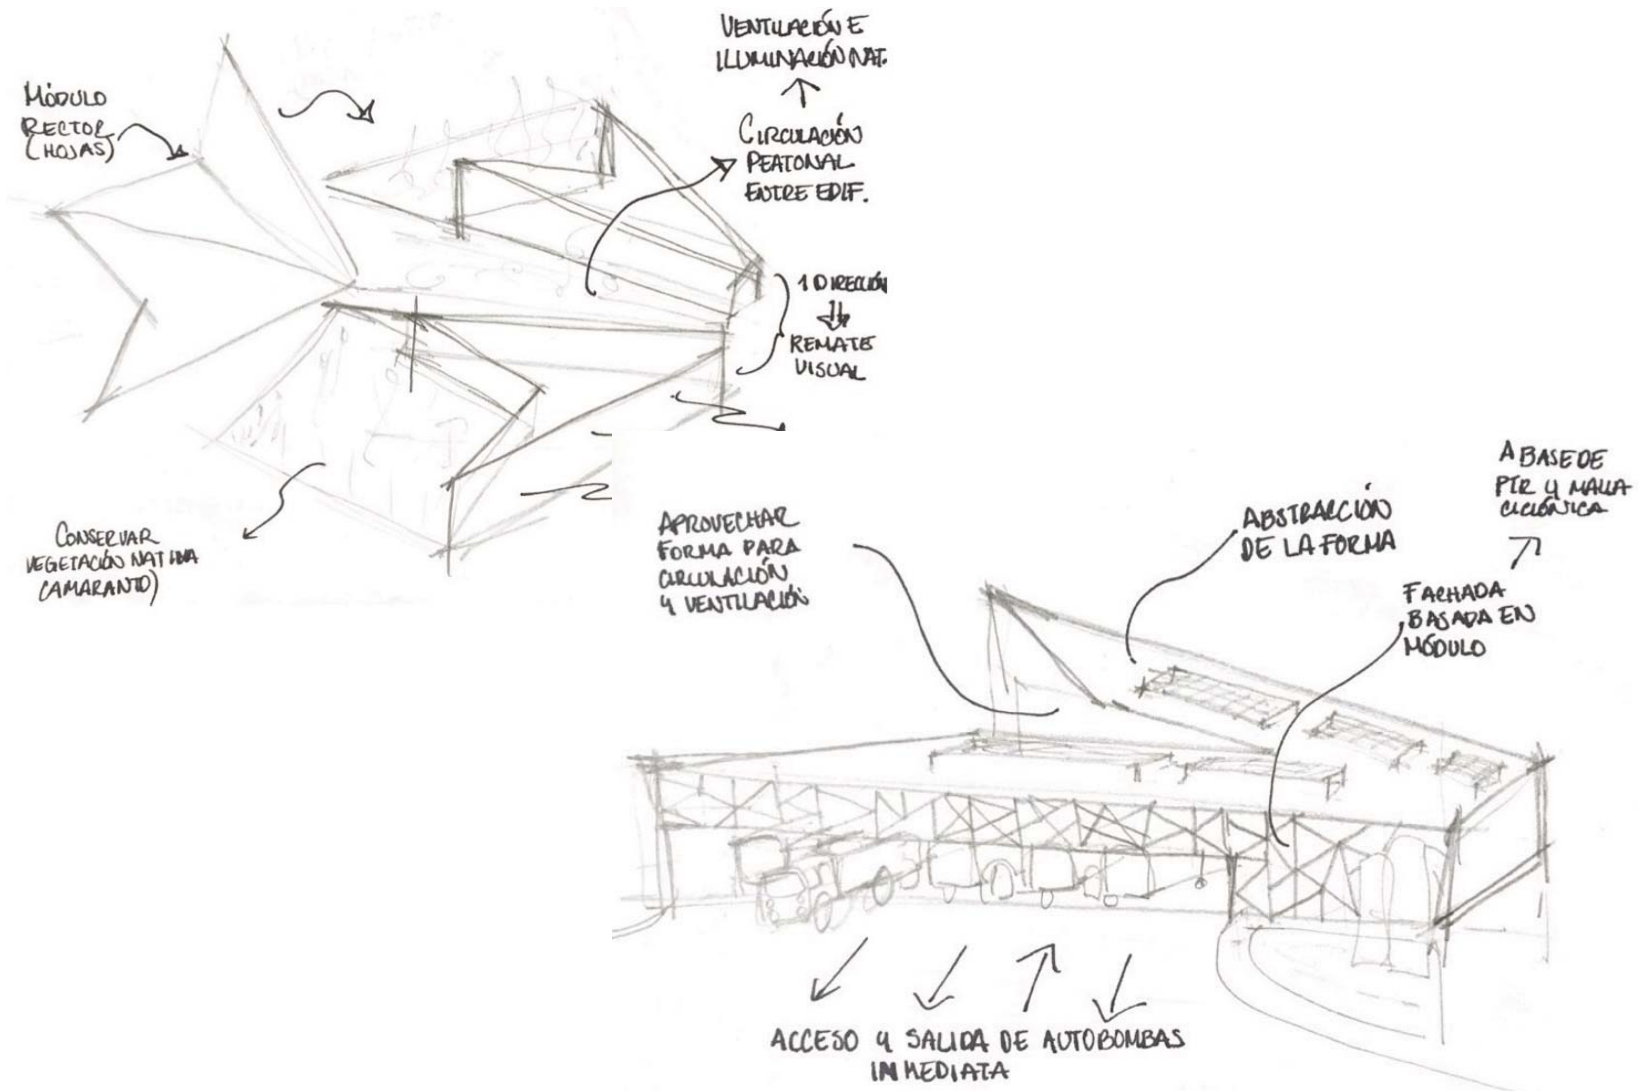 VENTILACIÓN E
ILUMINACIÓN NAT.
CIRCULACIÓN
PEATONAL
ENTRE EDIF.
MÓDULO
RECTOR
(HOJAS)
1 DIRECCIÓN
REMATE
VISUAL
CONSERVAR
VEGETACIÓN NATIVA
(AMARANTO)
APROVECHAR
FORMA PARA
CIRCULACIÓN
Y VENTILACIÓN
ABSTRACCIÓN
DE LA FORMA
A BASE DE
PTR Y MALLA
CICLÓNICA
FACHADA
BASADA EN
MÓDULO
ACCESO Y SALIDA DE AUTOBOMBAS
INMEDIATA